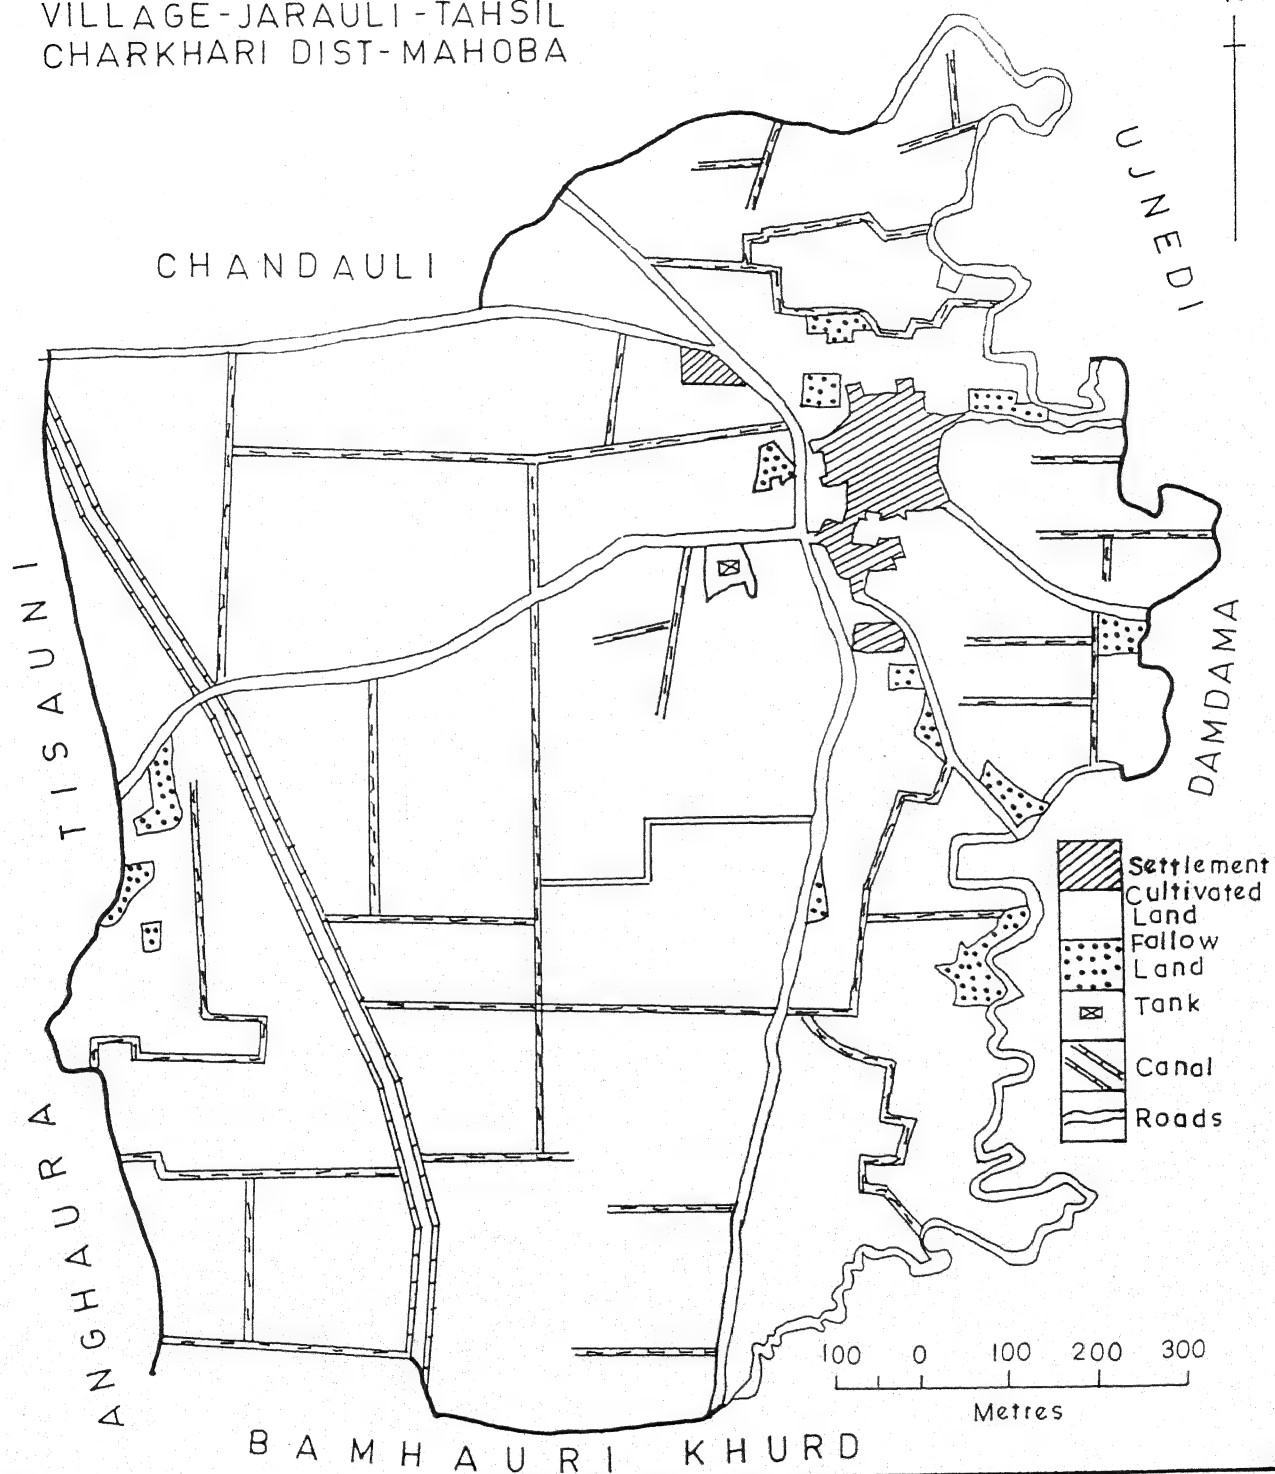 VILLAGE-JARAULI-TAHSIL
CHARKHARI DIST-MAHOBA
UJNEDI
CHANDAULI
TISAUNI
DAMDAMA
Settlement
Cultivated
Land
Fallow
Land
Tank
Canal
Roads
ANGHAURA
100 0 100 200 300
Metres
BAMHAURI KHURD